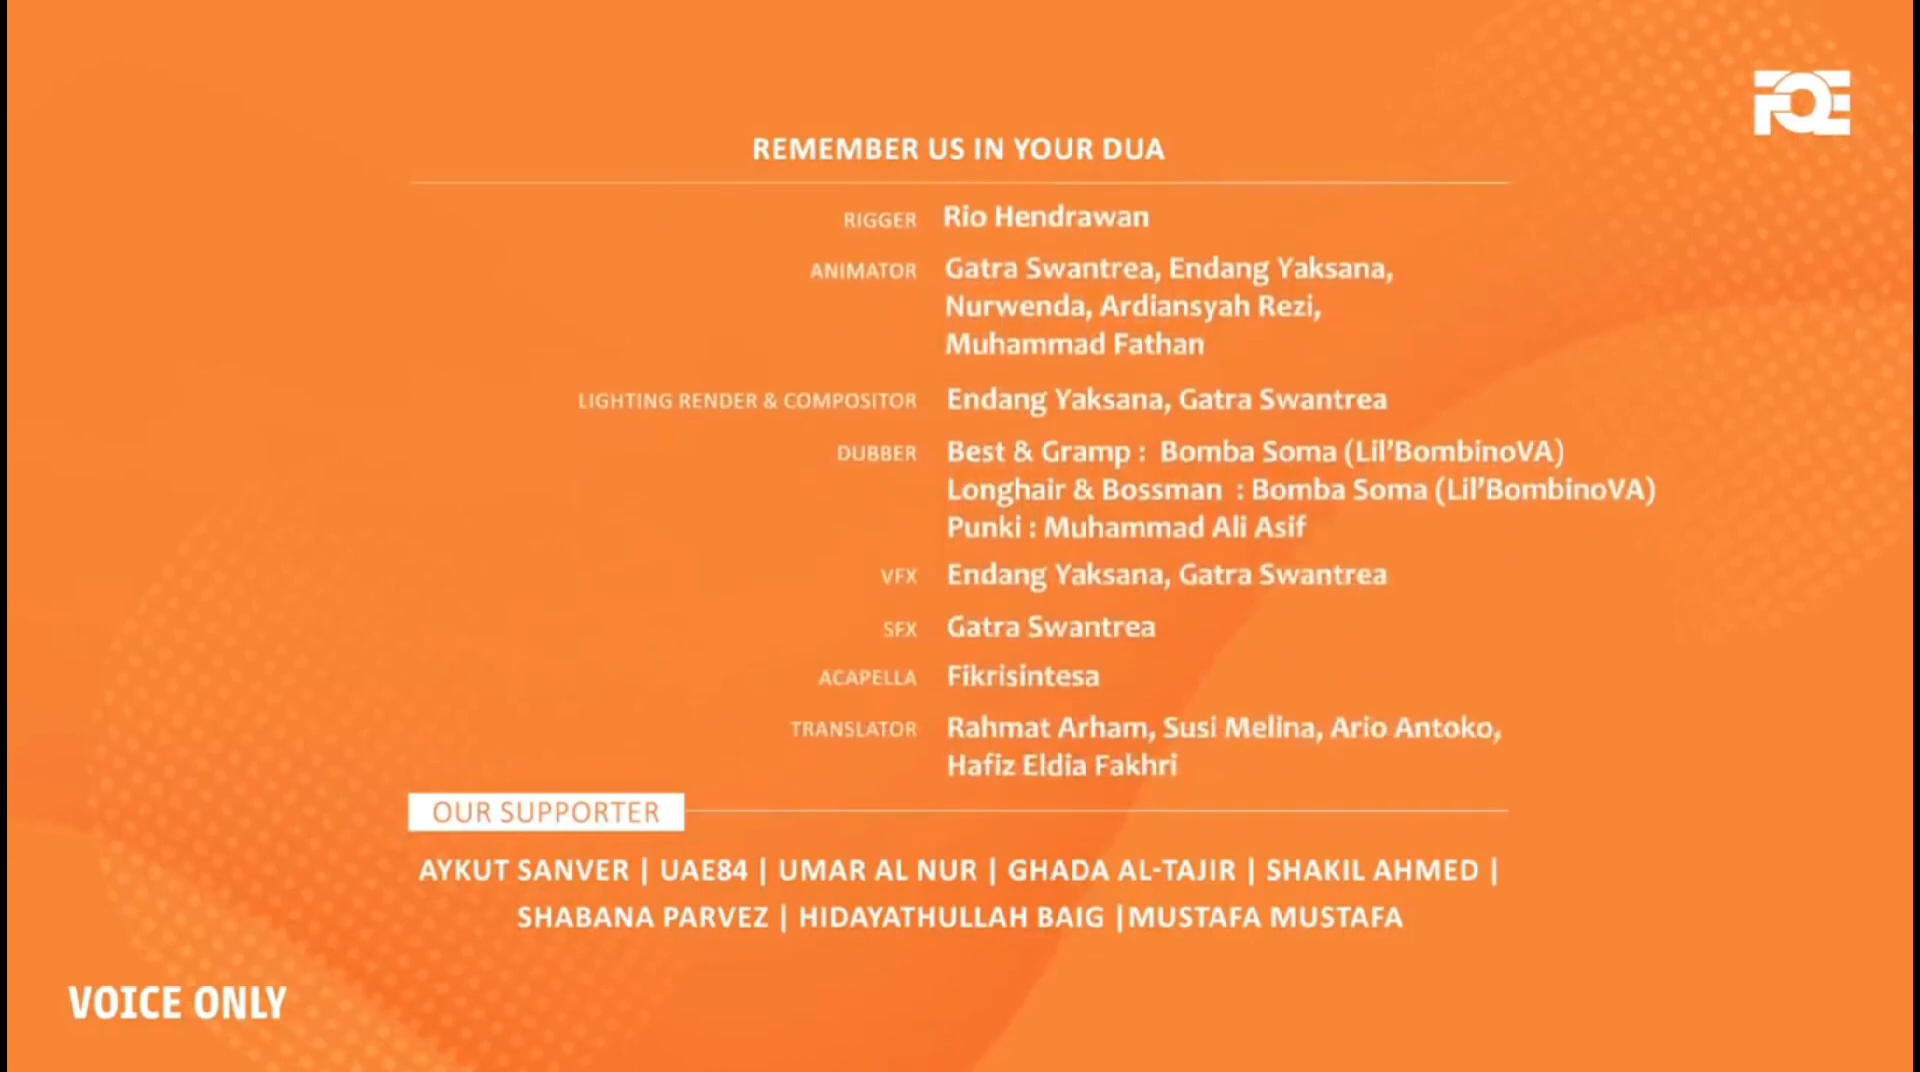 FQE
REMEMBER US IN YOUR DUA
RIGGER Rio Hendrawan
ANIMATOR Gatra Swantrea, Endang Yaksana,
Nurwenda, Ardiansyah Rezi,
Muhammad Fathan
LIGHTING RENDER & COMPOSITOR Endang Yaksana, Gatra Swantrea
DUBBER Best & Gramp : Bomba Soma (Lil'BombinoVA)
Longhair & Bossman : Bomba Soma (Lil'BombinoVA)
Punki : Muhammad Ali Asif
VFX Endang Yaksana, Gatra Swantrea
SFX Gatra Swantrea
ACAPELLA Fikrisintesa
TRANSLATOR Rahmat Arham, Susi Melina, Ario Antoko,
Hafiz Eldia Fakhri
OUR SUPPORTER
AYKUT SANVER | UAE84 | UMAR AL NUR | GHADA AL-TAJIR | SHAKIL AHMED |
SHABANA PARVEZ | HIDAYATHULLAH BAIG |MUSTAFA MUSTAFA
VOICE ONLY